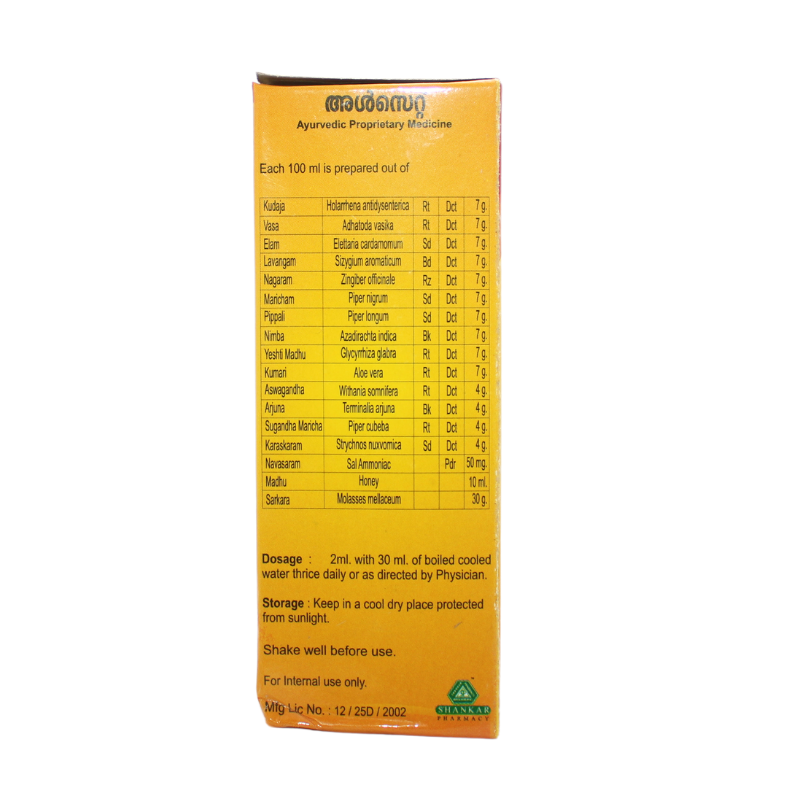 അൾസെറ്റ
Ayurvedic Proprietary Medicine
Each 100 ml is prepared out of
Kudaja Holarrhena antidysenterica Rt Dct 7 g.
Vasa Adhatoda vasika Rt Dct 7 g.
Elam Elettaria cardamomum Sd Dct 7 g.
Lavangam Sizygium aromaticum Bd Dct 7 g.
Nagaram Zingiber officinale Rz Dct 7 g.
Maricham Piper nigrum Sd Dct 7 g.
Pippali Piper longum Sd Dct 7 g.
Nimba Azadirachta indica Bk Dct 7 g.
Yeshti Madhu Glycyrrhiza glabra Rt Dct 7 g.
Kumari Aloe vera Rt Dct 7 g.
Aswagandha Withania somnifera Rt Dct 4 g.
Arjuna Terminalia arjuna Bk Dct 4 g.
Sugandha Maricha Piper cubeba Rt Dct 4 g.
Karaskaram Strychnos nuxvomica Sd Dct 4 g.
Navasaram Sal Ammoniac Pdr 50 mg.
Madhu Honey 10 ml.
Sarkara Molasses mellaceum 30 g.
Dosage : 2ml. with 30 ml. of boiled cooled
water thrice daily or as directed by Physician.
Storage : Keep in a cool dry place protected
from sunlight.
Shake well before use.
For Internal use only.
Mfg Lic No. : 12 / 25D / 2002
SHANKAR
PHARMACY